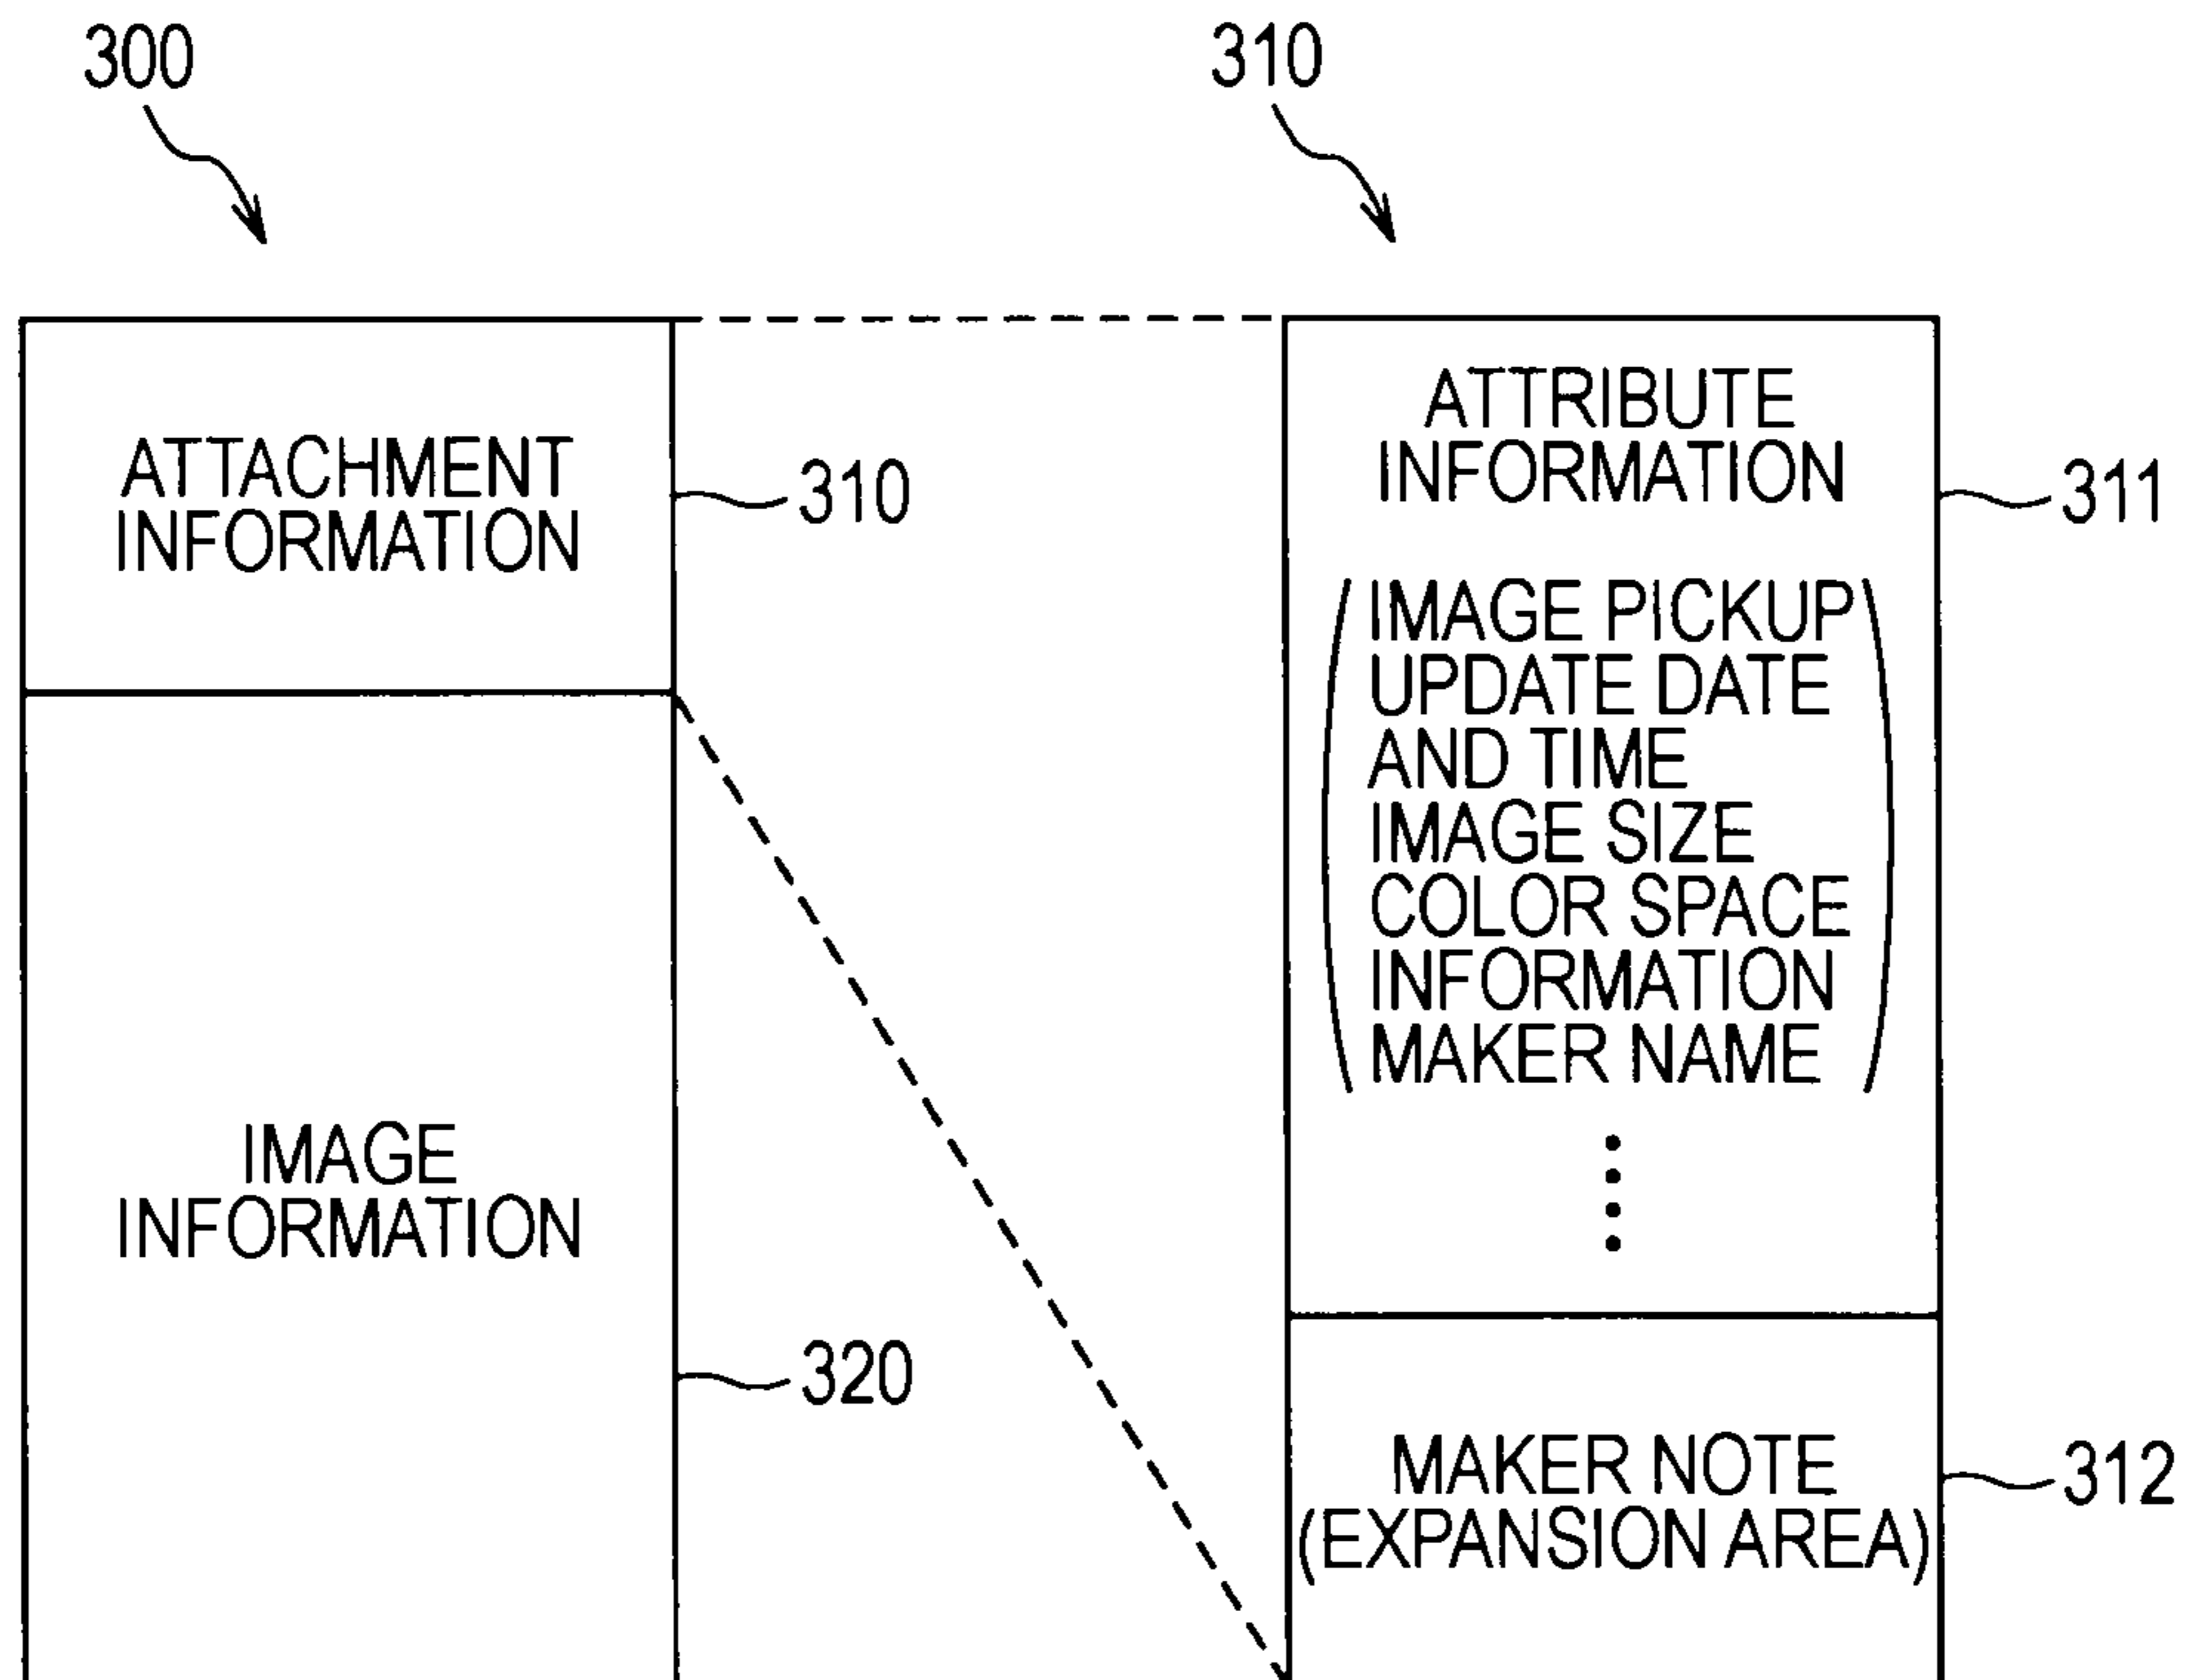 300
310
ATTACHMENT
INFORMATION
310
IMAGE
INFORMATION
320
ATTRIBUTE
INFORMATION
311
(IMAGE PICKUP
UPDATE DATE
AND TIME
IMAGE SIZE
COLOR SPACE
INFORMATION
MAKER NAME)
MAKER NOTE
(EXPANSION AREA)
312